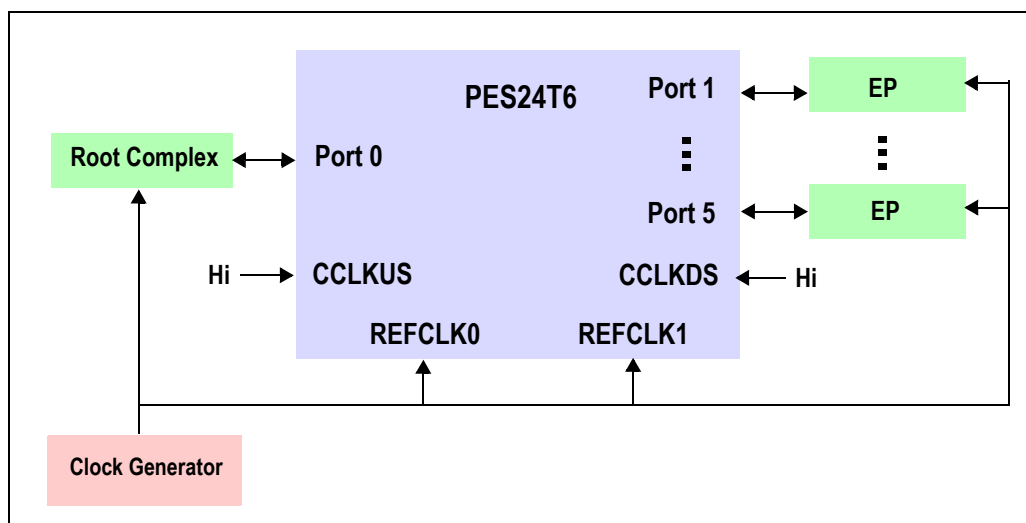 PES24T6
Port 1
EP
Root Complex
Port 0
Port 5
EP
Hi
CCLKUS
CCLKDS
Hi
REFCLK0
REFCLK1
Clock Generator